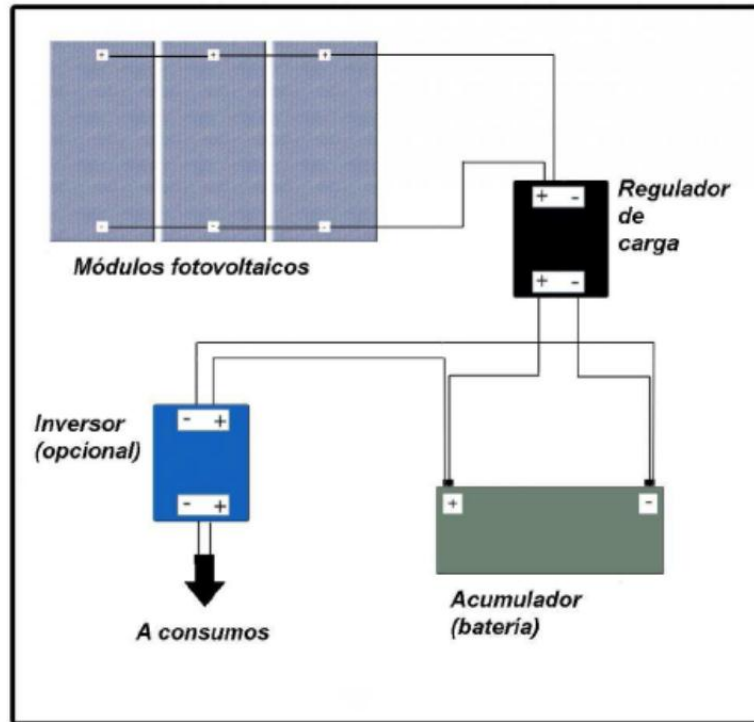 + + +
- - -
Módulos fotovoltaicos
+ -
+ -
Regulador
de
carga
Inversor
(opcional)
- +
- +
A consumos
+ -
Acumulador
(batería)